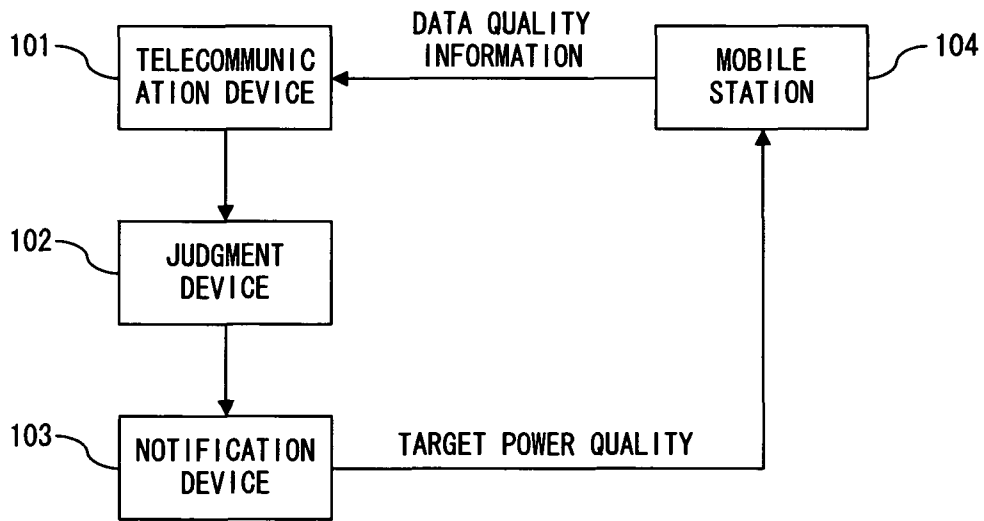 101
TELECOMMUNIC
ATION DEVICE
DATA QUALITY
INFORMATION
MOBILE
STATION
104
102
JUDGMENT
DEVICE
103
NOTIFICATION
DEVICE
TARGET POWER QUALITY